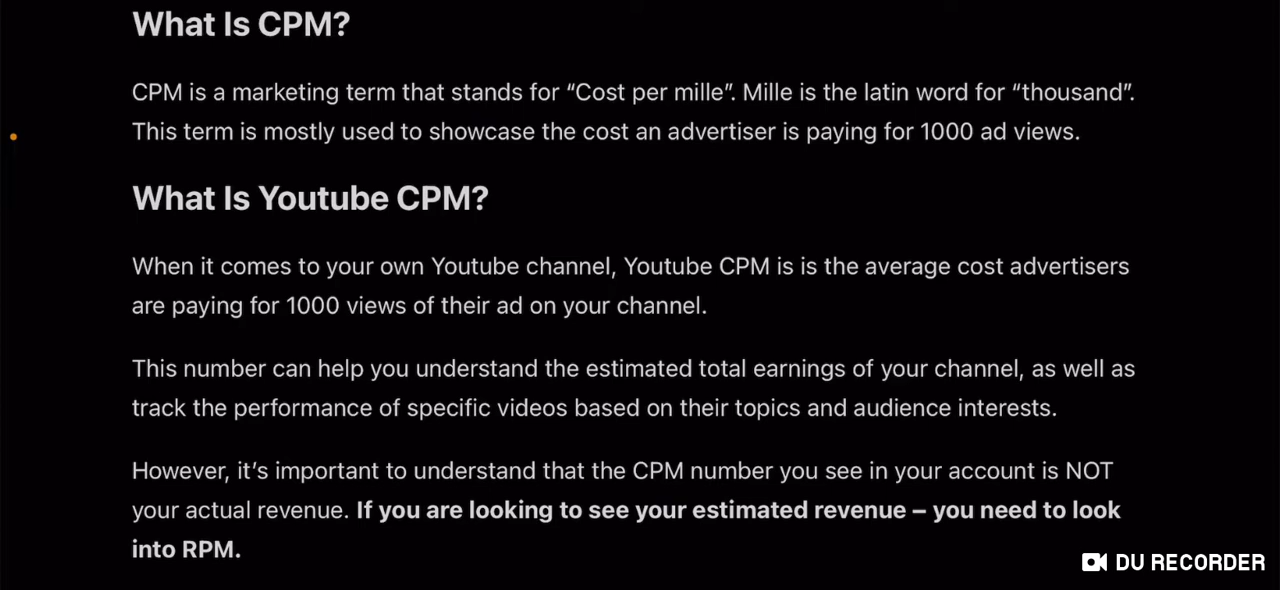 What Is CPM?
CPM is a marketing term that stands for “Cost per mille”. Mille is the latin word for “thousand”.
This term is mostly used to showcase the cost an advertiser is paying for 1000 ad views.
What Is Youtube CPM?
When it comes to your own Youtube channel, Youtube CPM is is the average cost advertisers
are paying for 1000 views of their ad on your channel.
This number can help you understand the estimated total earnings of your channel, as well as
track the performance of specific videos based on their topics and audience interests.
However, it’s important to understand that the CPM number you see in your account is NOT
your actual revenue. If you are looking to see your estimated revenue – you need to look
into RPM.
DU RECORDER